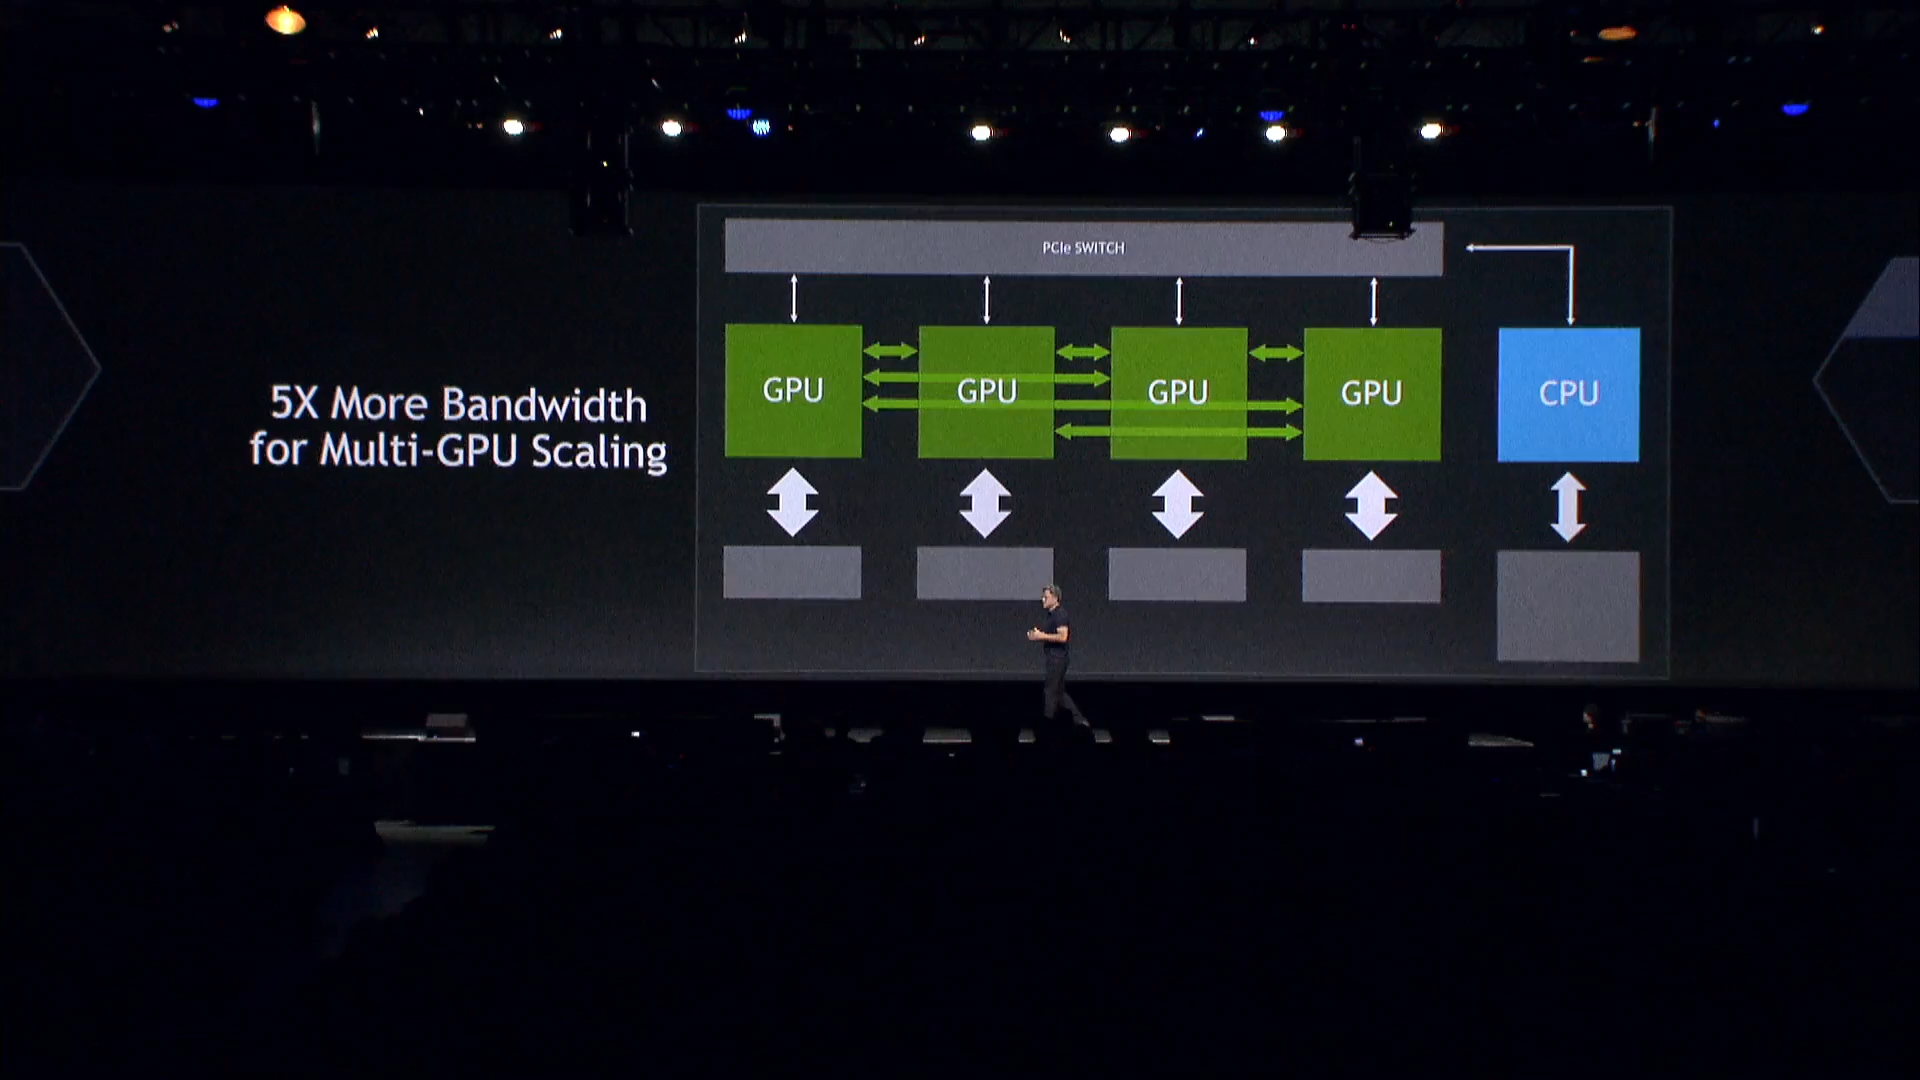 5X More Bandwidth
for Multi-GPU Scaling
PCIe SWITCH
GPU
GPU
GPU
GPU
CPU